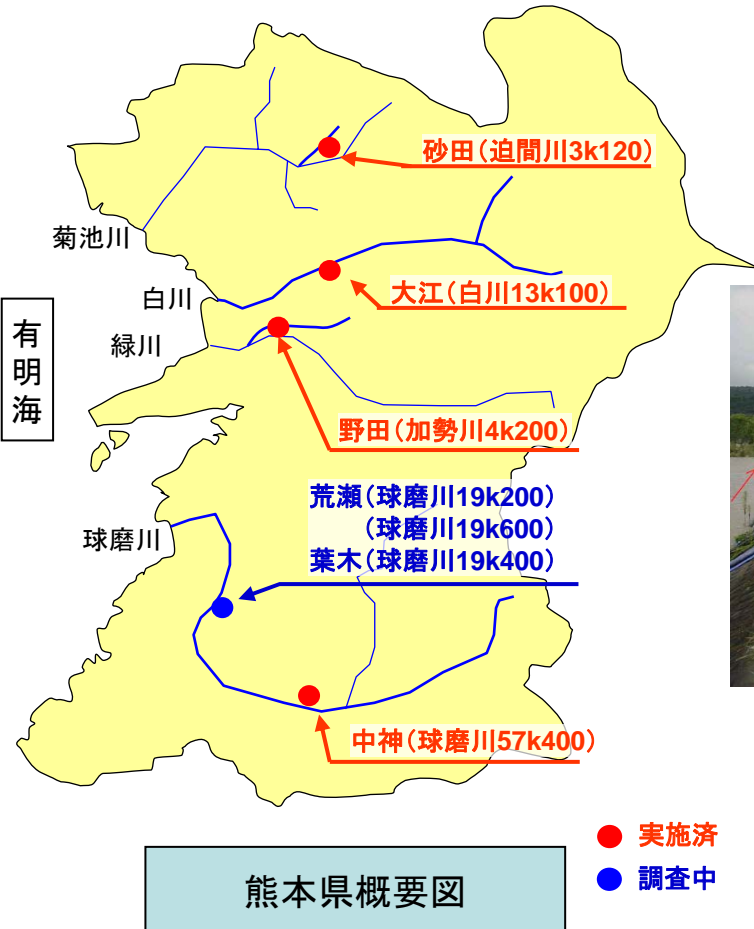 砂田（迫間川3k120）
菊池川
大江（白川13k100）
白川
有明海
緑川
野田（加勢川4k200）
荒瀬（球磨川19k200）
（球磨川19k600）
葉木（球磨川19k400）
球磨川
中神（球磨川57k400）
実施済
調査中
熊本県概要図